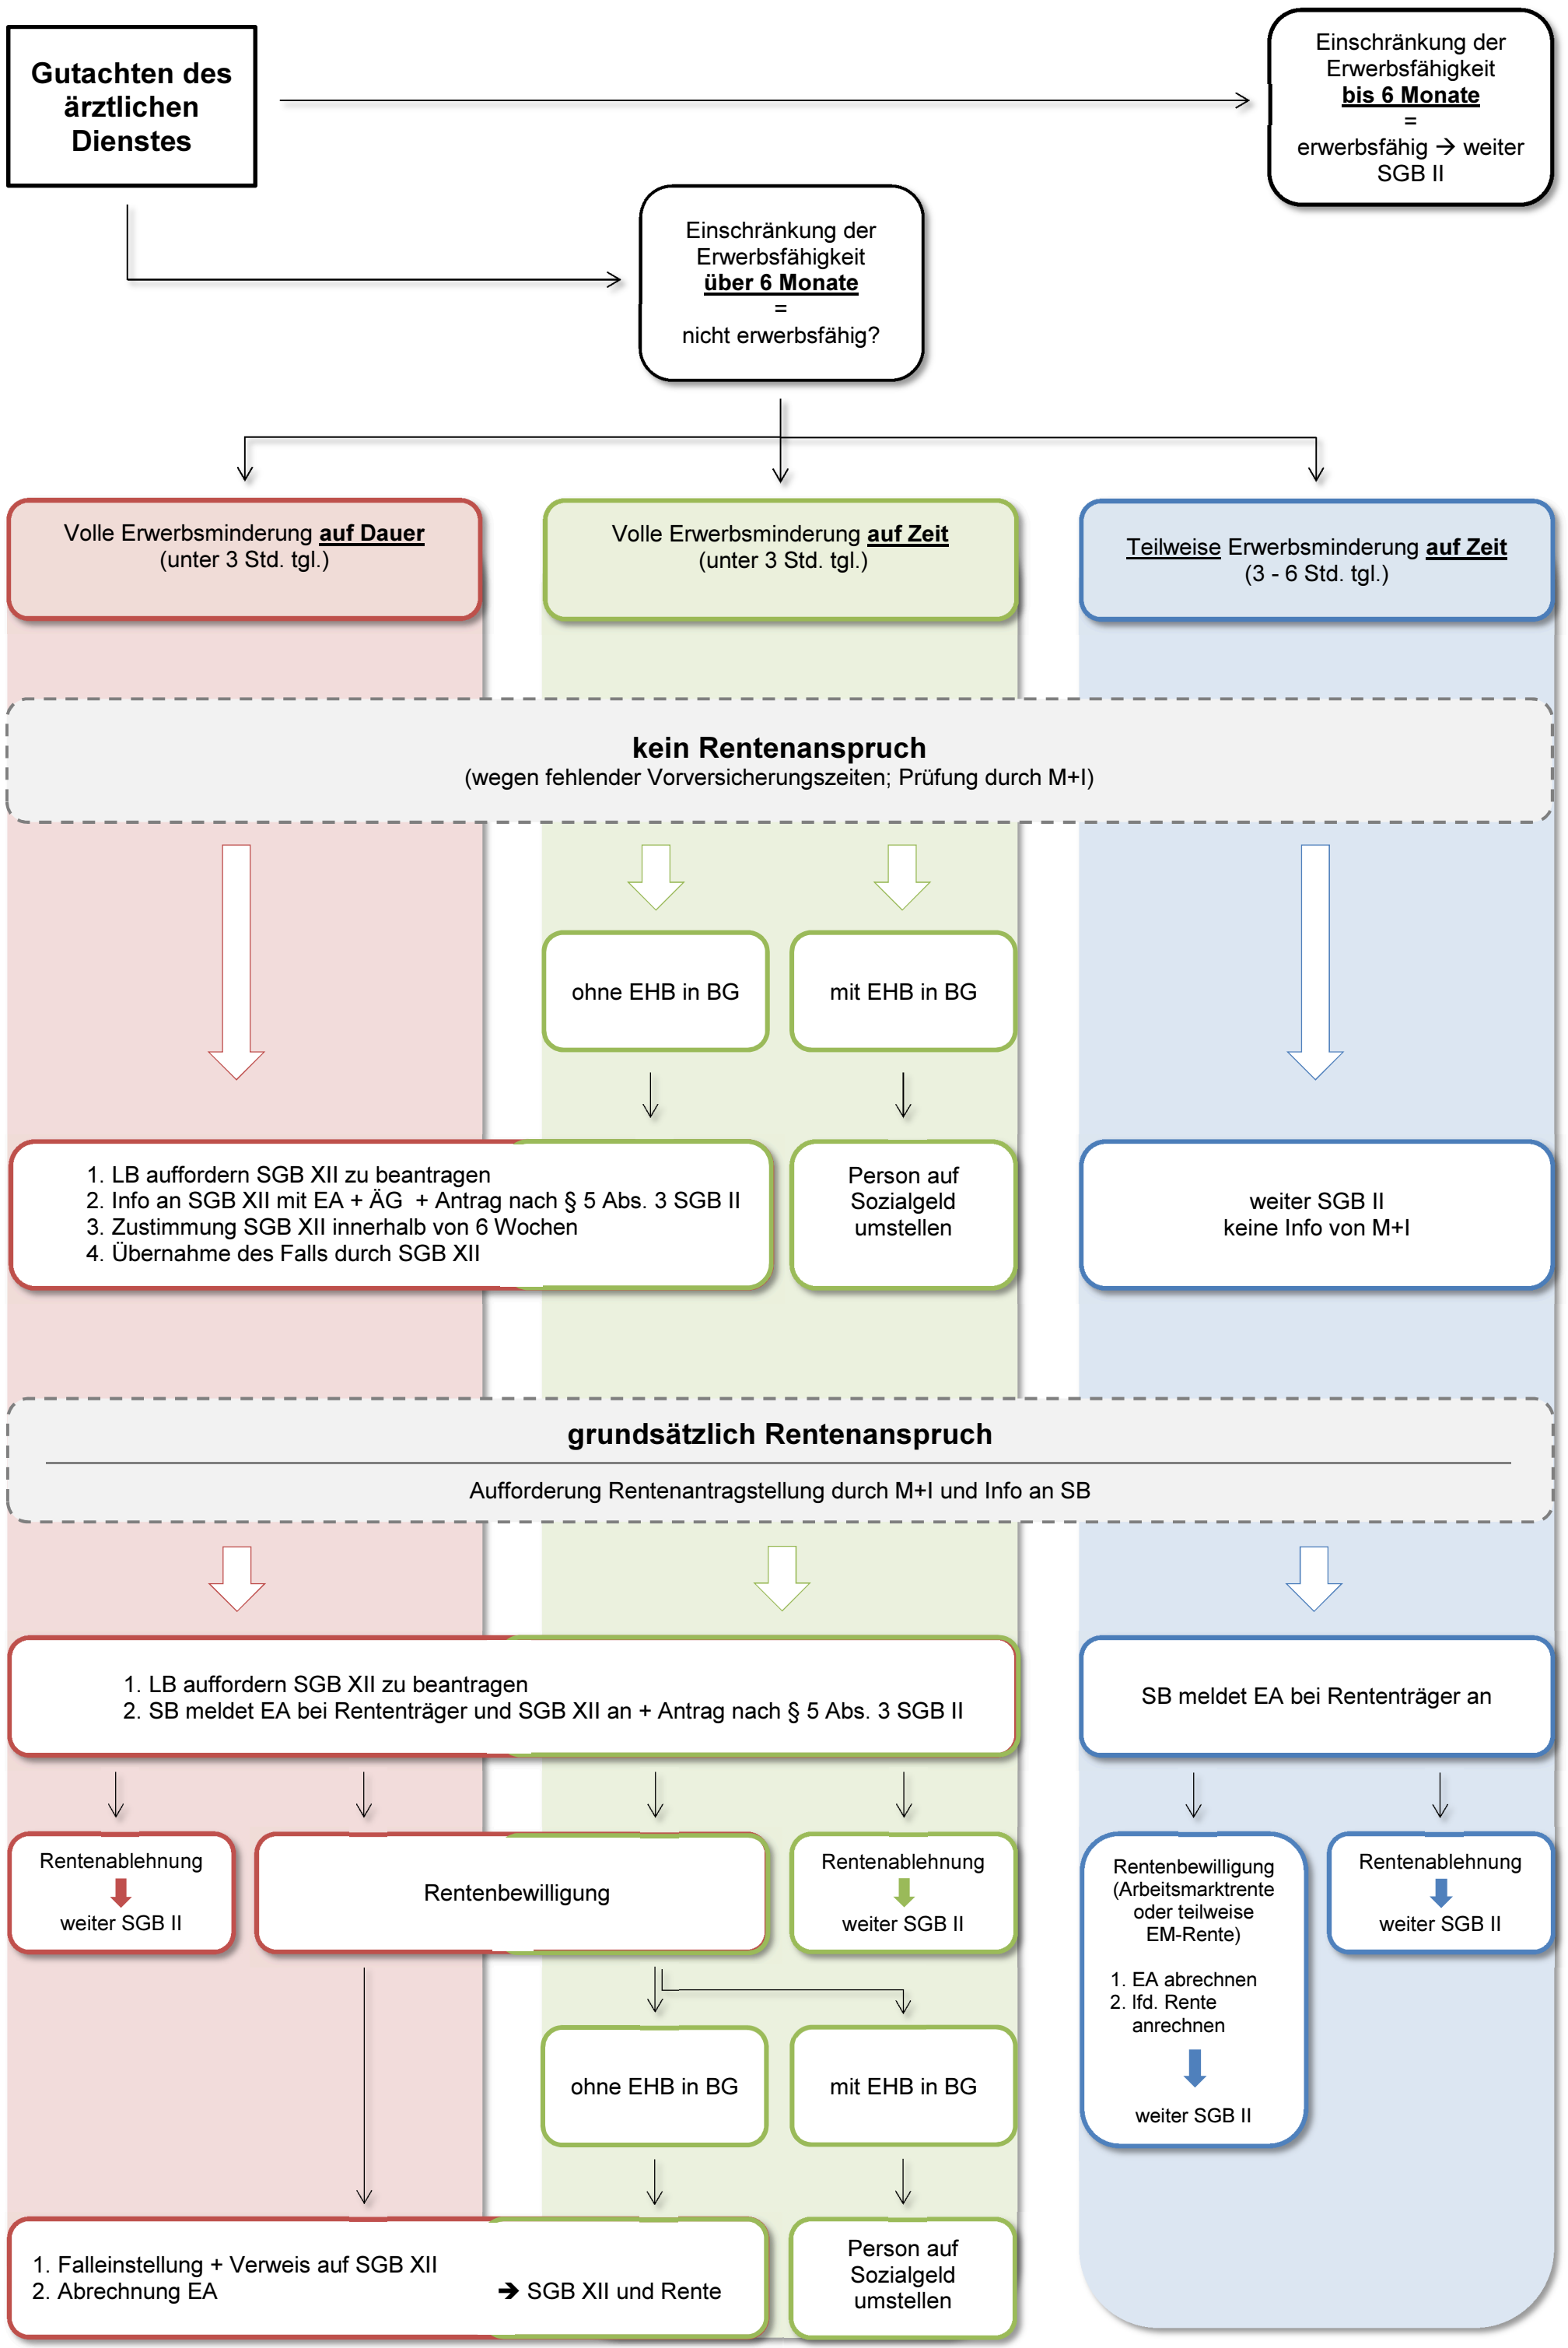 Gutachten des
ärztlichen
Dienstes
Einschränkung der
Erwerbsfähigkeit
bis 6 Monate
=
erwerbsfähig → weiter
SGB II
Einschränkung der
Erwerbsfähigkeit
über 6 Monate
=
nicht erwerbsfähig?
Volle Erwerbsminderung auf Dauer
(unter 3 Std. tgl.)
Volle Erwerbsminderung auf Zeit
(unter 3 Std. tgl.)
Teilweise Erwerbsminderung auf Zeit
(3 - 6 Std. tgl.)
kein Rentenanspruch
(wegen fehlender Vorversicherungszeiten; Prüfung durch M+I)
ohne EHB in BG
mit EHB in BG
1. LB auffordern SGB XII zu beantragen
2. Info an SGB XII mit EA + ÄG + Antrag nach § 5 Abs. 3 SGB II
3. Zustimmung SGB XII innerhalb von 6 Wochen
4. Übernahme des Falls durch SGB XII
Person auf
Sozialgeld
umstellen
weiter SGB II
keine Info von M+I
grundsätzlich Rentenanspruch
Aufforderung Rentenantragstellung durch M+I und Info an SB
1. LB auffordern SGB XII zu beantragen
2. SB meldet EA bei Rententräger und SGB XII an + Antrag nach § 5 Abs. 3 SGB II
SB meldet EA bei Rententräger an
Rentenablehnung
weiter SGB II
Rentenbewilligung
Rentenablehnung
weiter SGB II
Rentenbewilligung
(Arbeitsmarktrente
oder teilweise
EM-Rente)
1. EA abrechnen
2. lfd. Rente
anrechnen
weiter SGB II
Rentenablehnung
weiter SGB II
ohne EHB in BG
mit EHB in BG
1. Falleinstellung + Verweis auf SGB XII
2. Abrechnung EA ➔ SGB XII und Rente
Person auf
Sozialgeld
umstellen